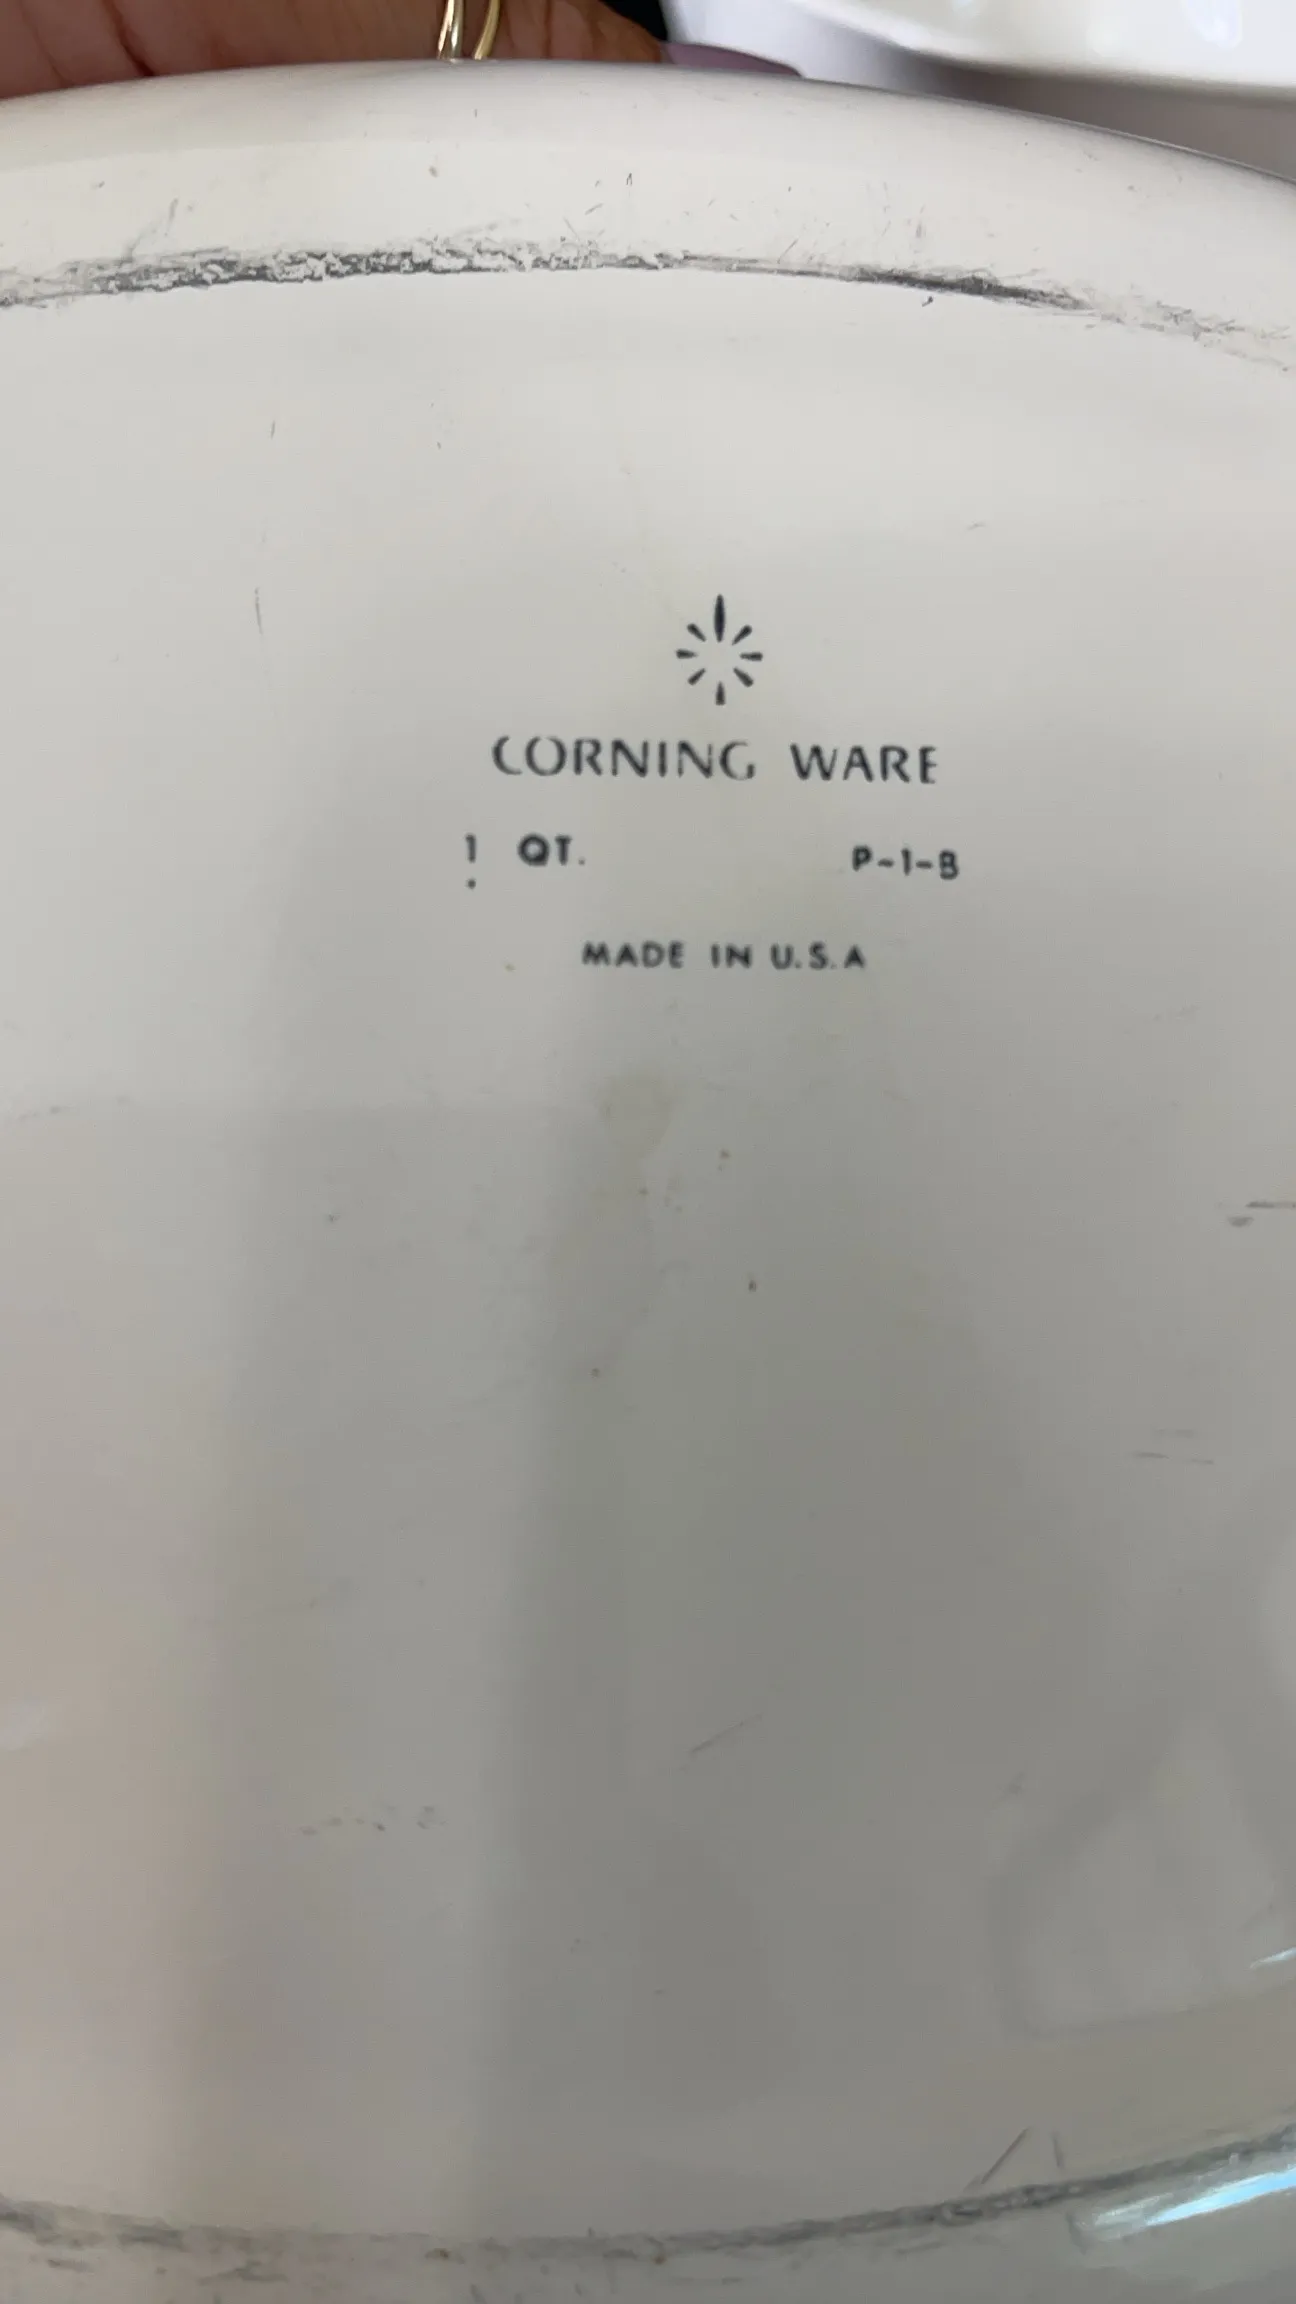 CORNING WARE
1 QT. P-1-B
MADE IN U.S.A